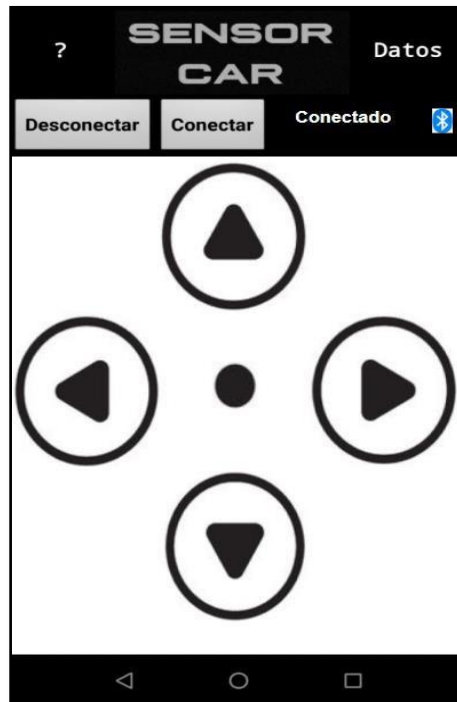 ?
SENSOR
CAR
Datos
Desconectar
Conectar
Conectado